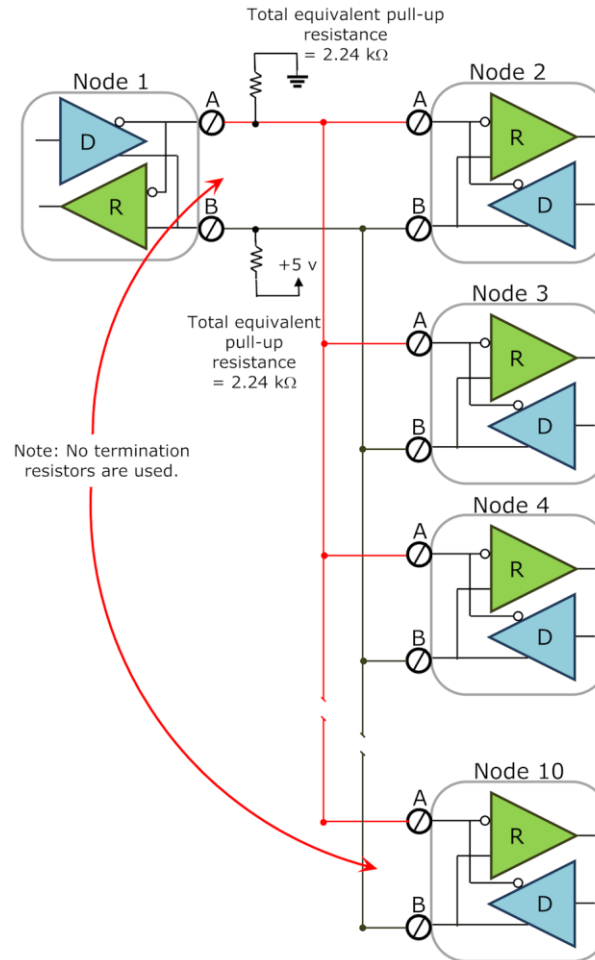 Total equivalent pull-up
resistance
= 2.24 kΩ
Node 1
Node 2
A
A
D
R
R
D
B
B
+5 v
Total equivalent
pull-up
resistance
= 2.24 kΩ
Node 3
A
R
D
B
Note: No termination
resistors are used.
Node 4
A
R
D
B
Node 10
A
R
D
B